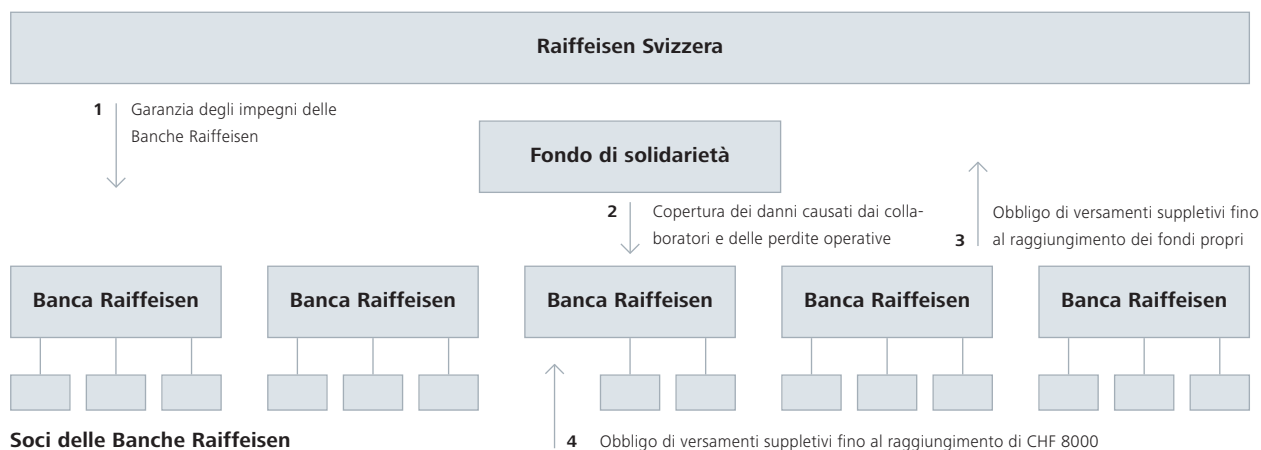 Raiffeisen Svizzera
1 Garanzia degli impegni delle
Banche Raiffeisen
Fondo di solidarietà
2 Copertura dei danni causati dai colla-
boratori e delle perdite operative
Obbligo di versamenti suppletivi fino
3 al raggiungimento dei fondi propri
Banca Raiffeisen
Banca Raiffeisen
Banca Raiffeisen
Banca Raiffeisen
Banca Raiffeisen
Soci delle Banche Raiffeisen
4 Obbligo di versamenti suppletivi fino al raggiungimento di CHF 8000